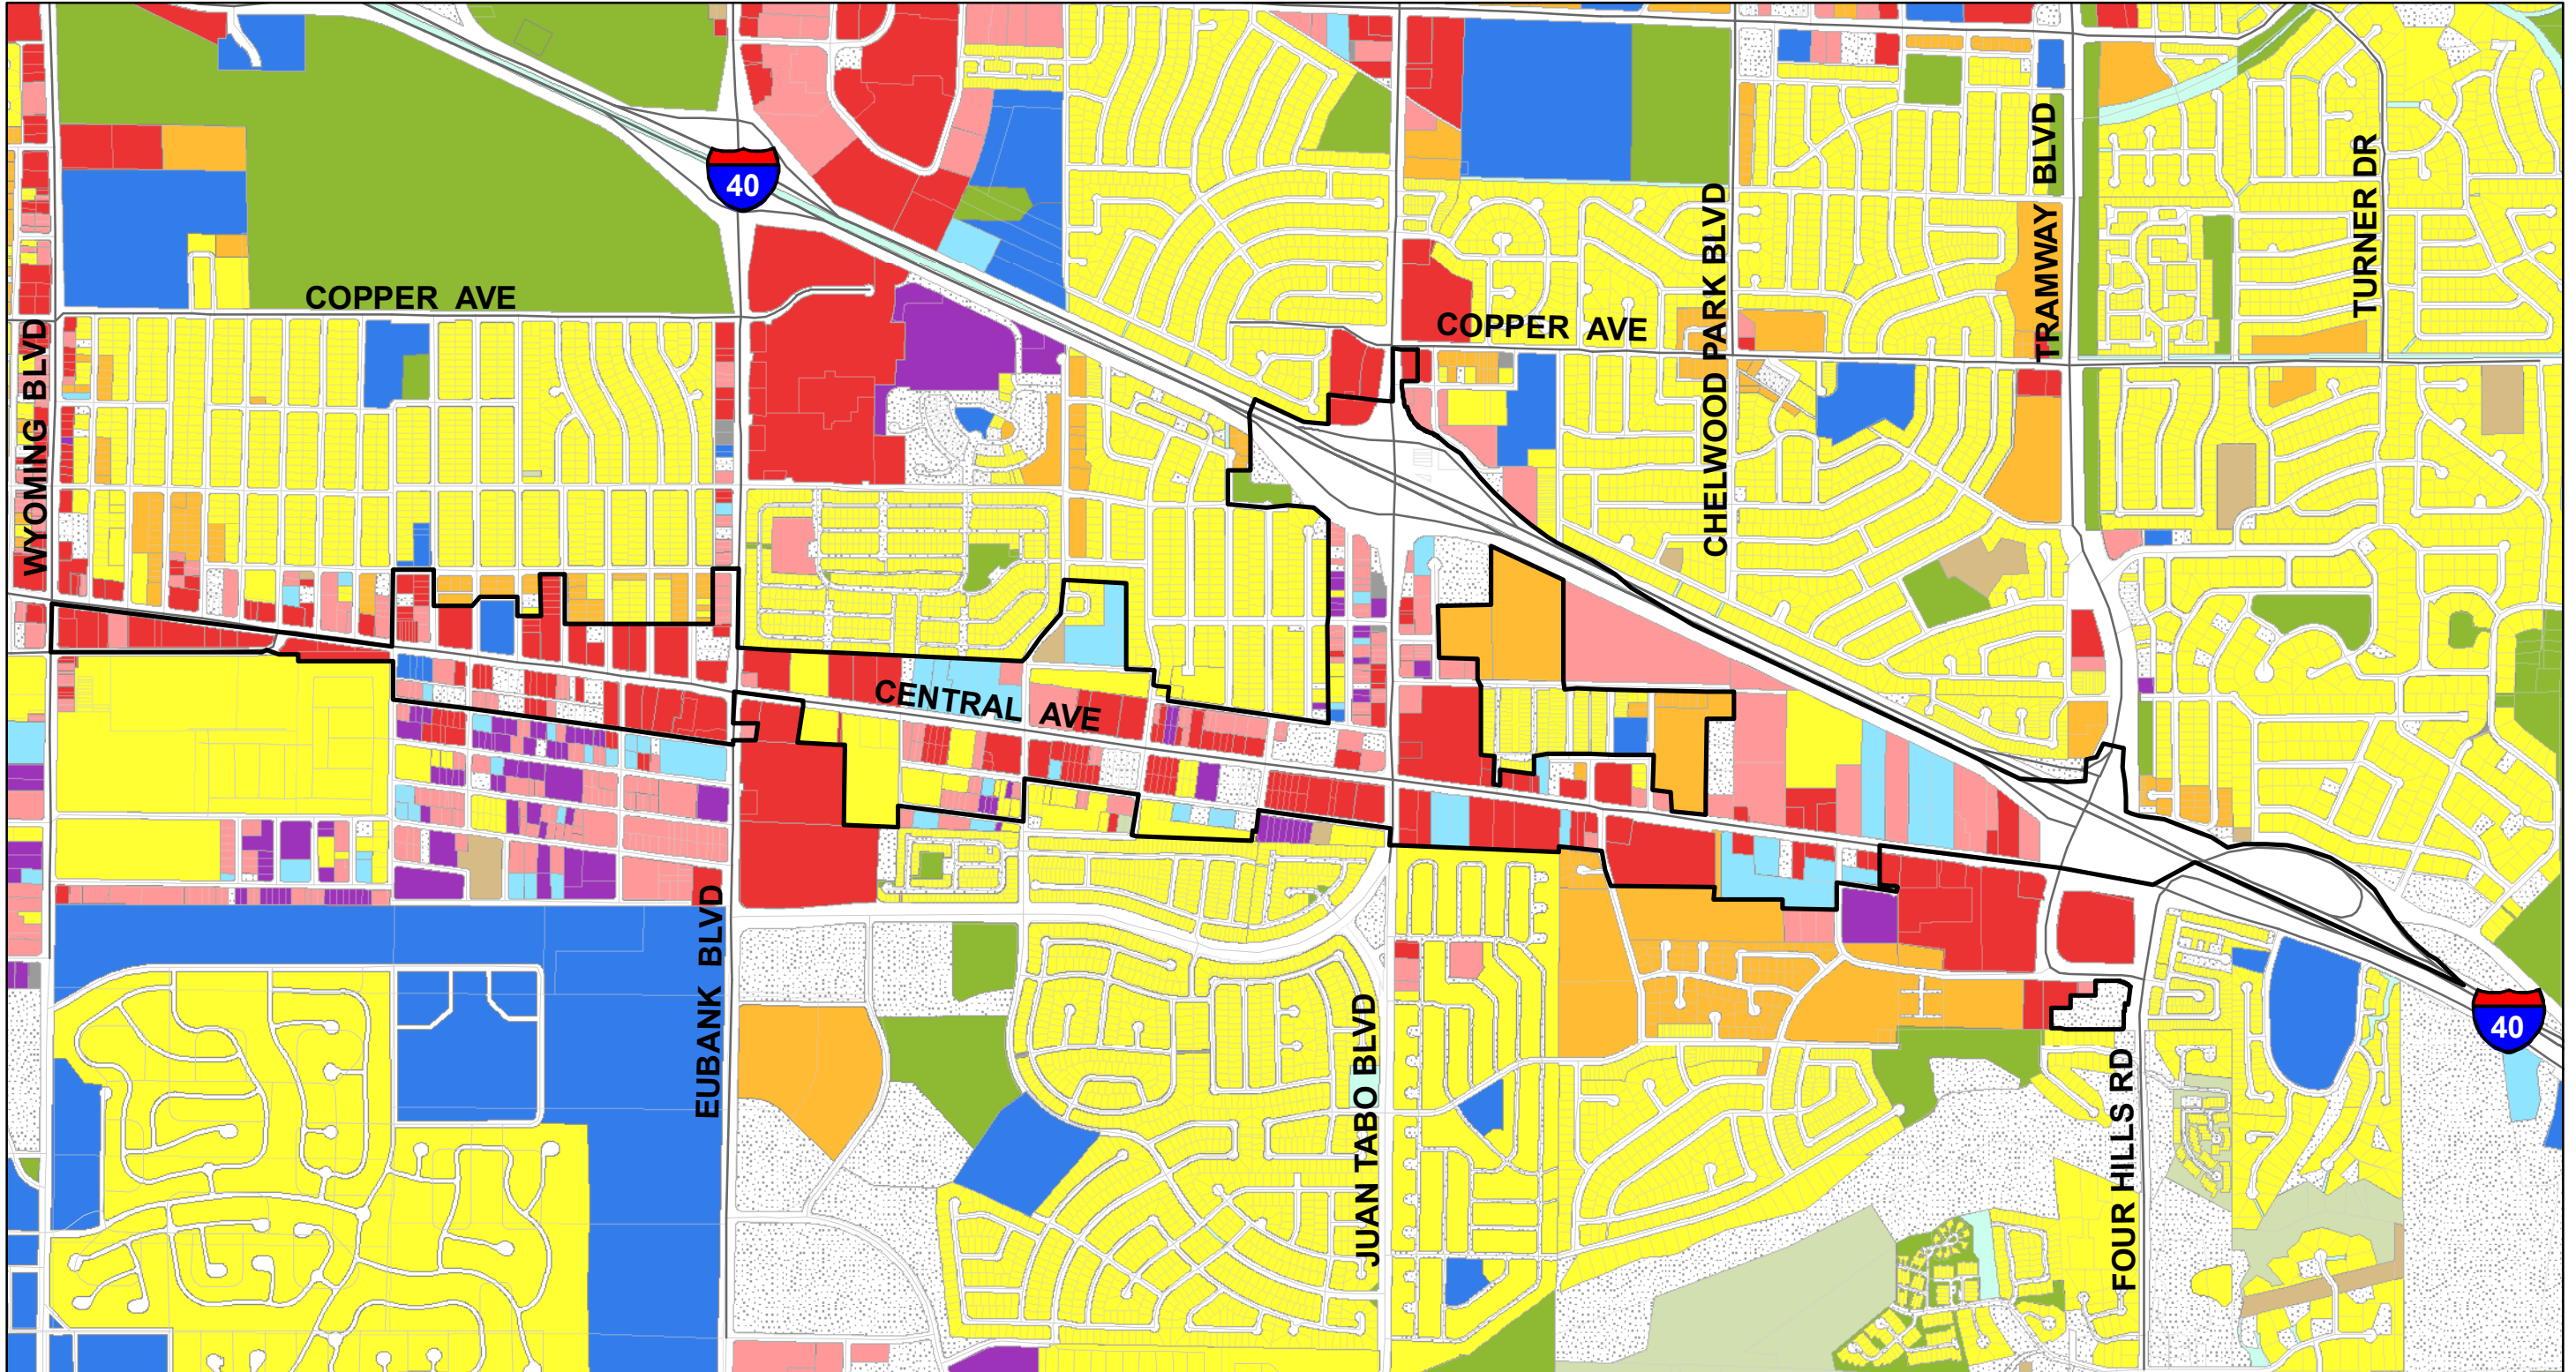 40
COPPER AVE
WYOMING BLVD
COPPER AVE
CHELWOOD PARK BLVD
TRAMWAY BLVD
TURNER DR
CENTRAL AVE
EUBANK BLVD
JUAN TABO BLVD
FOUR HILLS RD
40